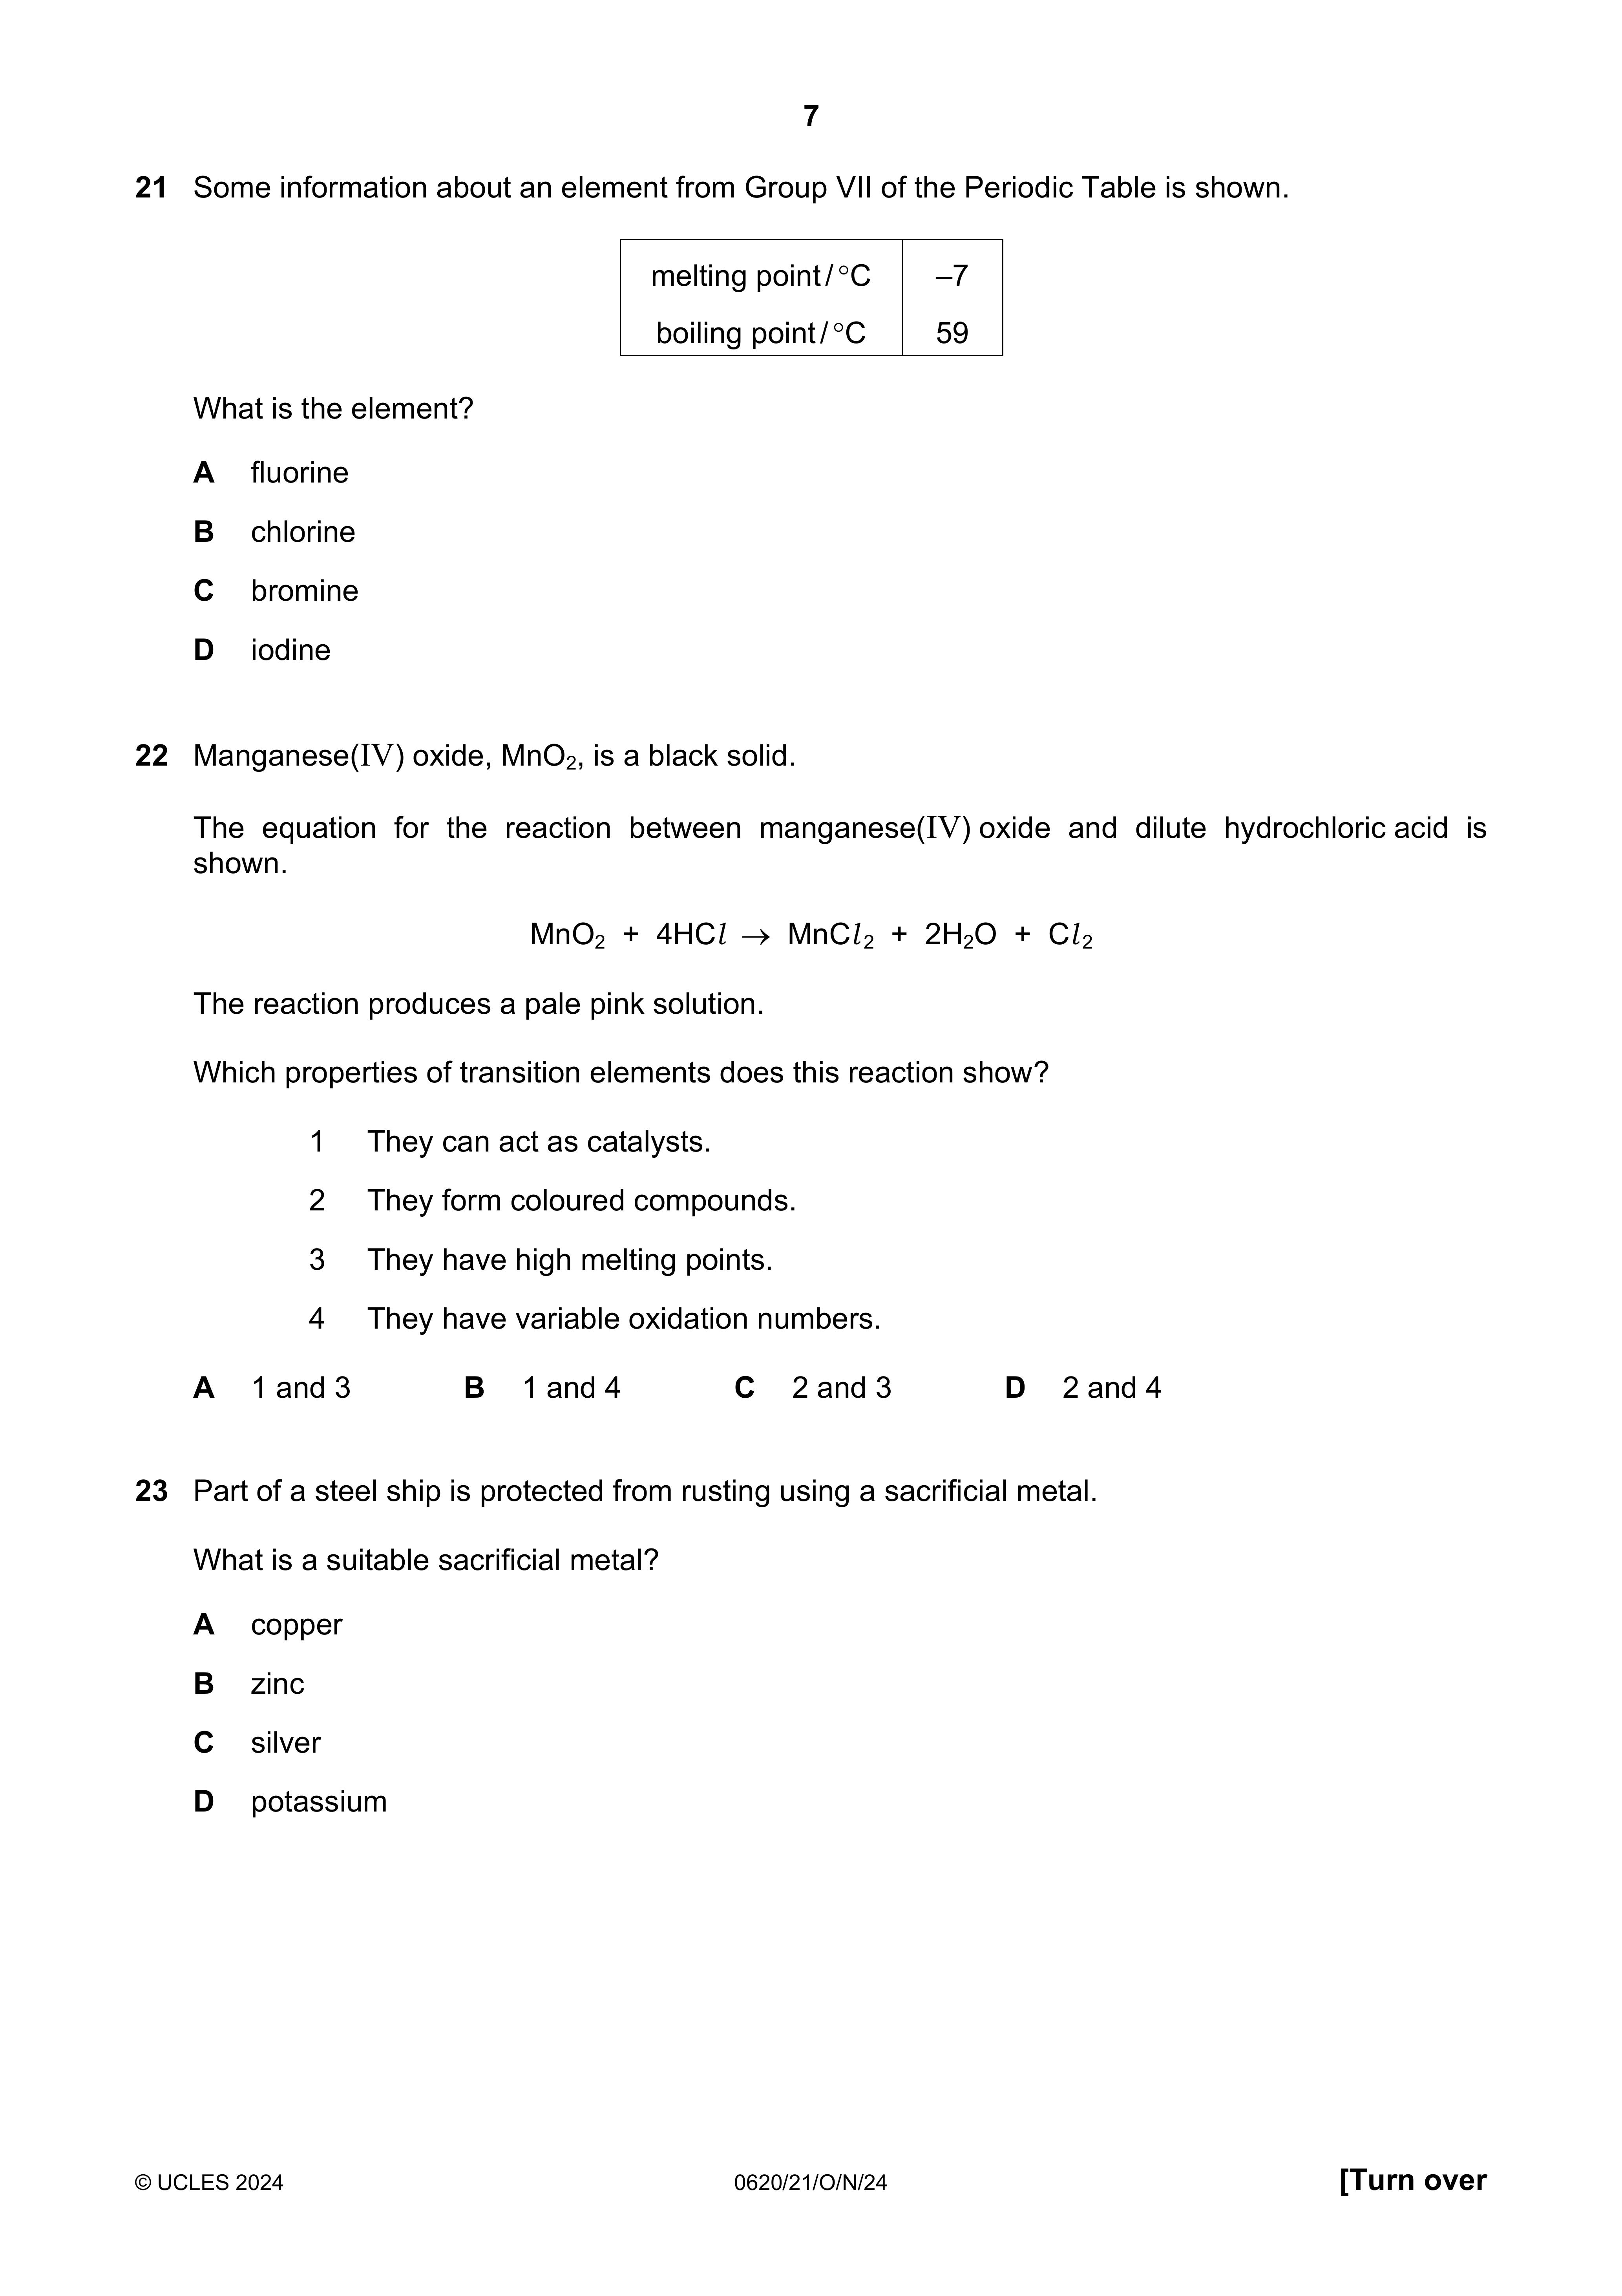 7
21 Some information about an element from Group VII of the Periodic Table is shown.
melting point / °C –7
boiling point / °C 59
What is the element?
A fluorine
B chlorine
C bromine
D iodine
22 Manganese(IV) oxide, MnO₂, is a black solid.
The equation for the reaction between manganese(IV) oxide and dilute hydrochloric acid is
shown.
MnO₂ + 4HCl → MnCl₂ + 2H₂O + Cl₂
The reaction produces a pale pink solution.
Which properties of transition elements does this reaction show?
1 They can act as catalysts.
2 They form coloured compounds.
3 They have high melting points.
4 They have variable oxidation numbers.
A 1 and 3 B 1 and 4 C 2 and 3 D 2 and 4
23 Part of a steel ship is protected from rusting using a sacrificial metal.
What is a suitable sacrificial metal?
A copper
B zinc
C silver
D potassium
© UCLES 2024 0620/21/O/N/24 [Turn over